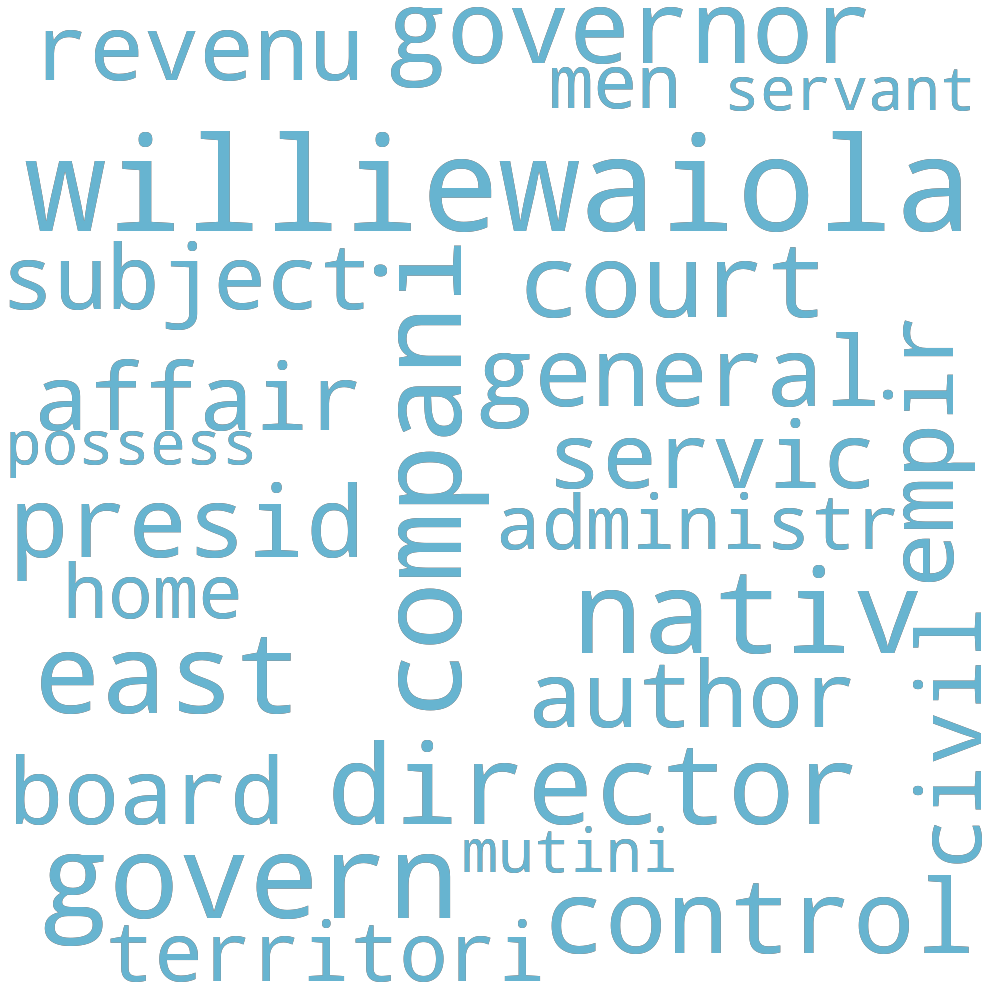 revenu governor
men servant
williewaiola
subject compani court
affair general empir
possess servic
presid administr
home nativ civil
east author
board director
govern mutini
territori control